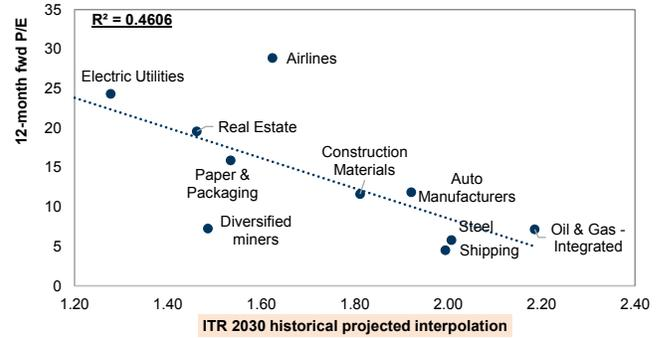 R² = 0.4606
12-month fwd P/E
35
30
25
20
15
10
5
0
Airlines
Electric Utilities
Real Estate
Paper &
Packaging
Construction
Materials
Auto
Manufacturers
Diversified
miners
Steel
Shipping
Oil & Gas -
Integrated
1.20 1.40 1.60 1.80 2.00 2.20 2.40
ITR 2030 historical projected interpolation